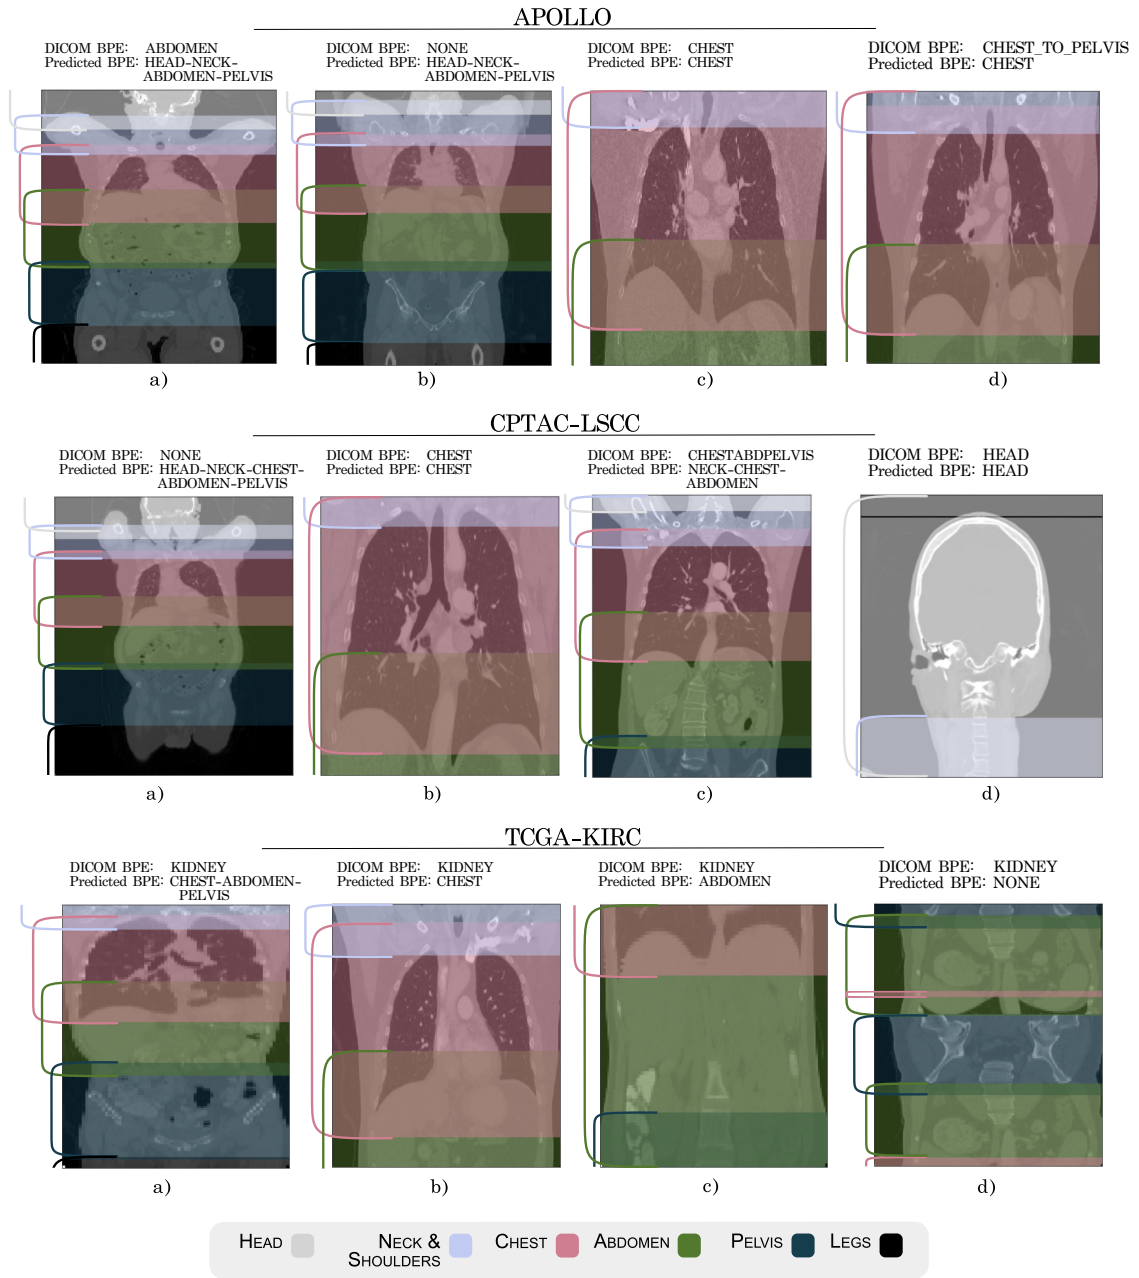 APOLLO
DICOM BPE: ABDOMEN
Predicted BPE: HEAD-NECK-
ABDOMEN-PELVIS
DICOM BPE: NONE
Predicted BPE: HEAD-NECK-
ABDOMEN-PELVIS
DICOM BPE: CHEST
Predicted BPE: CHEST
DICOM BPE: CHEST_TO_PELVIS
Predicted BPE: CHEST
a)
b)
c)
d)
CPTAC-LSCC
DICOM BPE: NONE
Predicted BPE: HEAD-NECK-CHEST-
ABDOMEN-PELVIS
DICOM BPE: CHEST
Predicted BPE: CHEST
DICOM BPE: CHESTABDPELVIS
Predicted BPE: NECK-CHEST-
ABDOMEN
DICOM BPE: HEAD
Predicted BPE: HEAD
a)
b)
c)
d)
TCGA-KIRC
DICOM BPE: KIDNEY
Predicted BPE: CHEST-ABDOMEN-
PELVIS
DICOM BPE: KIDNEY
Predicted BPE: CHEST
DICOM BPE: KIDNEY
Predicted BPE: ABDOMEN
DICOM BPE: KIDNEY
Predicted BPE: NONE
a)
b)
c)
d)
HEAD
NECK &
SHOULDERS
CHEST
ABDOMEN
PELVIS
LEGS